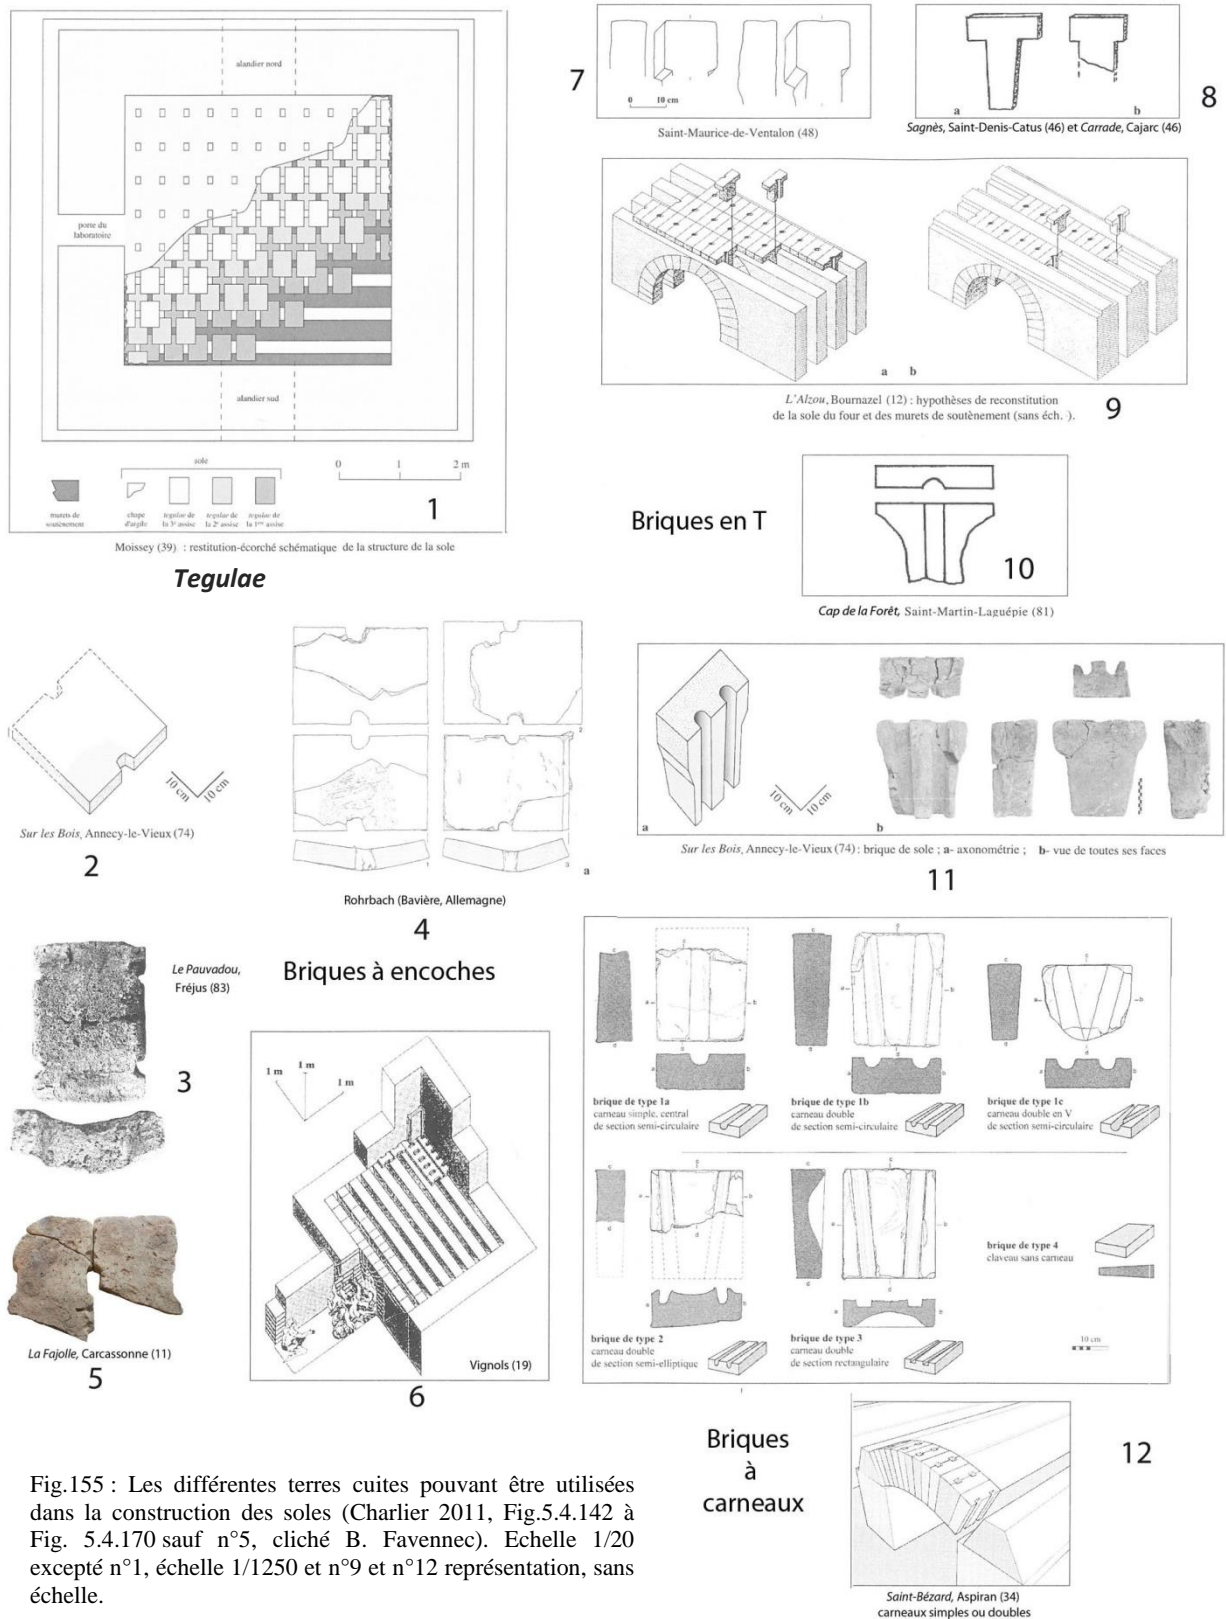 alandier nord
porte du
laboratoire
alandier sud
sole
murets de
soutènement
chape
d'argile
tegulae de
la 3e assise
tegulae de
la 2e assise
tegulae de
la 1ère assise
0 1 2 m
1
Moissey (39) : restitution-écorché schématique de la structure de la sole
Tegulae
7
0 10 cm
Saint-Maurice-de-Ventalon (48)
a b
8
Sagnès, Saint-Denis-Catus (46) et Carrade, Cajarc (46)
a b
L'Alzou, Bournazel (12) : hypothèses de reconstitution
de la sole du four et des murets de soutènement (sans éch. ).
9
Briques en T
10
Cap de la Forêt, Saint-Martin-Laguépie (81)
10 cm 10 cm
Sur les Bois, Annecy-le-Vieux (74)
2
1 2 3 a
Rohrbach (Bavière, Allemagne)
4
a 10 cm 10 cm b
Sur les Bois, Annecy-le-Vieux (74) : brique de sole ; a- axonométrie ; b- vue de toutes ses faces
11
Le Pauvadou,
Fréjus (83)
3
Briques à encoches
La Fajolle, Carcassonne (11)
5
1 m 1 m 1 m
Vignols (19)
6
c d a b
brique de type 1a
carneau simple, central
de section semi-circulaire
c d a b
brique de type 1b
carneau double
de section semi-circulaire
c d a b
brique de type 1c
carneau double en V
de section semi-circulaire
c d a b
brique de type 2
carneau double
de section semi-elliptique
c d a b
brique de type 3
carneau double
de section rectangulaire
brique de type 4
claveau sans carneau
10 cm
Briques
à
carneaux
12
Saint-Bézard, Aspiran (34)
carneaux simples ou doubles
Fig.155 : Les différentes terres cuites pouvant être utilisées
dans la construction des soles (Charlier 2011, Fig.5.4.142 à
Fig. 5.4.170 sauf n°5, cliché B. Favennec). Echelle 1/20
excepté n°1, échelle 1/1250 et n°9 et n°12 représentation, sans
échelle.